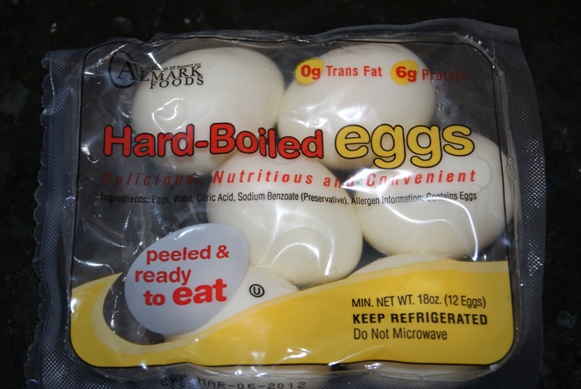 ALMARK
FOODS
0g Trans Fat 6g Protein
Hard-Boiled eggs
Delicious Nutritious and Convenient
Ingredients: Eggs, Water, Citric Acid, Sodium Benzoate (Preservative), Allergen Information: Contains Eggs
peeled &
ready
to eat
U
MIN. NET WT. 18oz. (12 Eggs)
KEEP REFRIGERATED
Do Not Microwave
MAR-06-2012